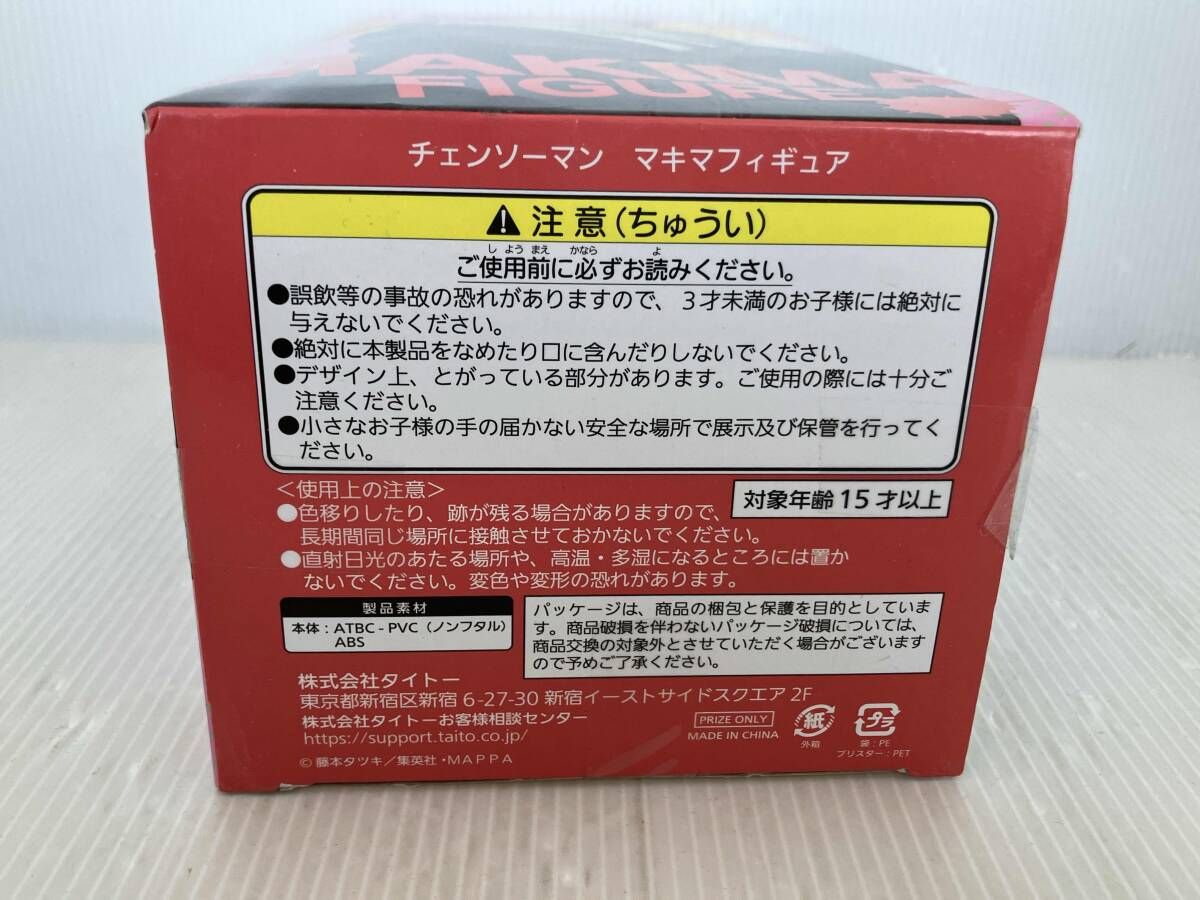 MAKIMA
FIGURE
チェンソーマン　マキマフィギュア
注意(ちゅうい)
しようまえ かなら よ
ご使用前に必ずお読みください。
●誤飲等の事故の恐れがありますので、３才未満のお子様には絶対に
与えないでください。
●絶対に本製品をなめたり口に含んだりしないでください。
●デザイン上、とがっている部分があります。ご使用の際には十分ご
注意ください。
●小さなお子様の手の届かない安全な場所で展示及び保管を行ってく
ださい。
＜使用上の注意＞
対象年齢15才以上
●色移りしたり、跡が残る場合がありますので、
長期間同じ場所に接触させておかないでください。
●直射日光のあたる場所や、高温・多湿になるところには置か
ないでください。変色や変形の恐れがあります。
製品素材
本体：ATBC-PVC（ノンフタル）
ABS
パッケージは、商品の梱包と保護を目的としていま
す。商品破損を伴わないパッケージ破損については、
商品交換の対象外とさせていただく場合がございます
ので予めご了承ください。
株式会社タイトー
東京都新宿区新宿 6-27-30 新宿イーストサイドスクエア 2F
株式会社タイトーお客様相談センター
https://support.taito.co.jp/
© 藤本タツキ／集英社・MAPPA
PRIZE ONLY
MADE IN CHINA
紙
外箱
プラ
袋：PE
ブリスター：PET